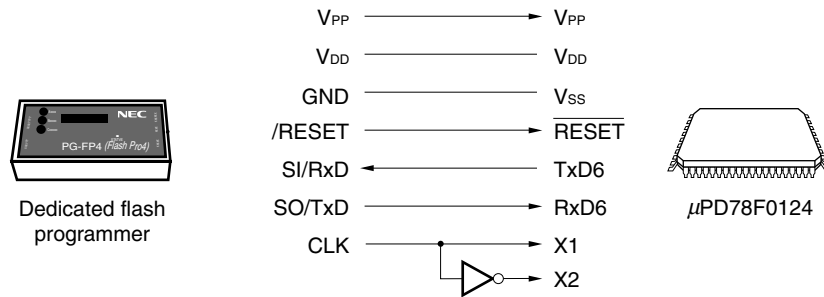 VPP VPP
VDD VDD
GND VSS
/RESET RESET
SI/RxD TxD6
SO/TxD RxD6
CLK X1
X2
NEC
PG-FP4 (Flash Pro4)
Dedicated flash
programmer
μPD78F0124